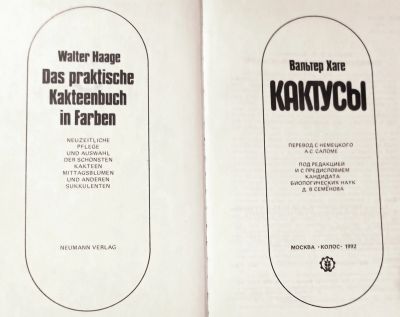 Walter Haage
Das praktische
Kakteenbuch
in Farben
NEUZEITLICHE
PFLEGE
UND AUSWAHL
DER SCHÖNSTEN
KAKTEEN
MITTAGSBLUMEN
UND ANDEREN
SUKKULENTEN
NEUMANN VERLAG
Вальтер Хаге
КАКТУСЫ
ПЕРЕВОД С НЕМЕЦКОГО
А.С. САЛОМЕ
ПОД РЕДАКЦИЕЙ
И С ПРЕДИСЛОВИЕМ
КАНДИДАТА
БИОЛОГИЧЕСКИХ НАУК
Д. В. СЕМЁНОВА
МОСКВА «КОЛОС» 1992